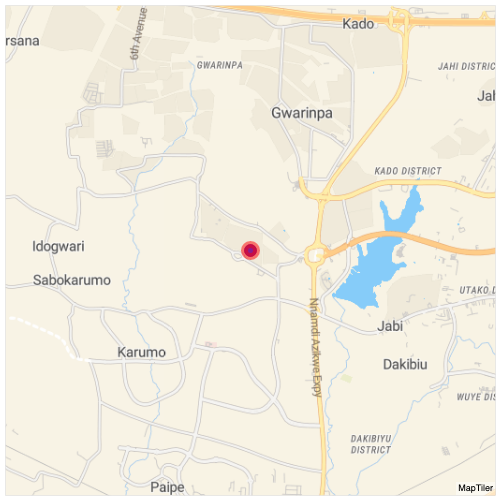 Kado
rsana
6th Avenue
GWARINPA
JAHI DISTRIC
Jah
Gwarinpa
KADO DISTRICT
Idogwari
Sabokarumo
UTAKO D
Nnamdi Azikwe Expy
Jabi
Karumo
Dakibiu
WUYE DIS
DAKIBIYU
DISTRICT
Paipe
MapTiler